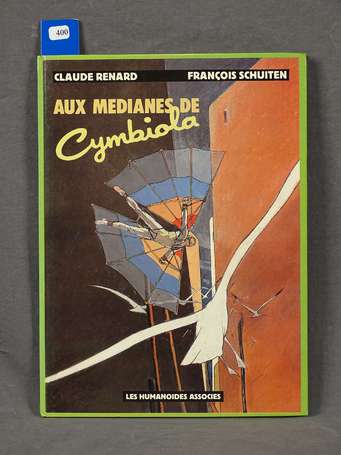 400
CLAUDE RENARD FRANÇOIS SCHUITEN
AUX MEDIANES DE
Cymbiola
LES HUMANOIDES ASSOCIES